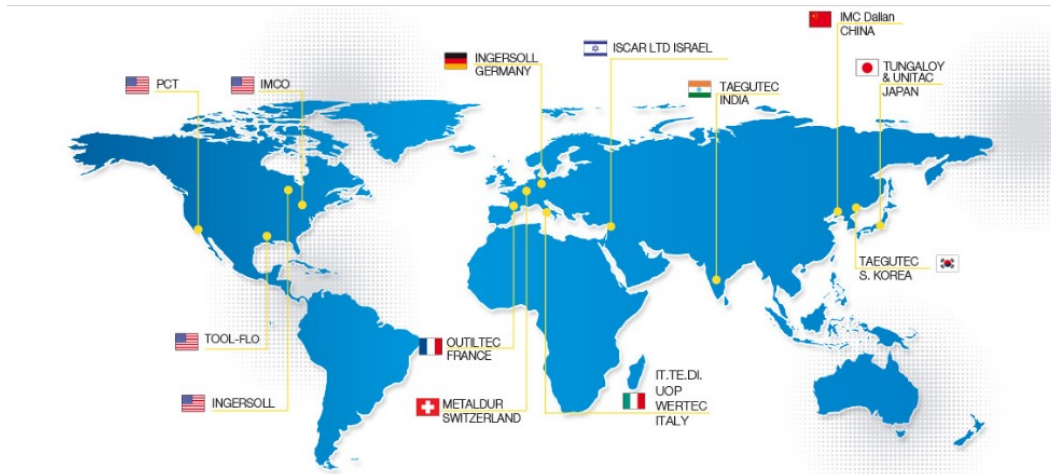 IMC Dalian
CHINA
INGERSOLL
GERMANY
ISCAR LTD ISRAEL
TUNGALOY
& UNITAC
JAPAN
PCT
IMCO
TAEGUTEC
INDIA
TAEGUTEC
S. KOREA
TOOL-FLO
OUTILTEC
FRANCE
IT.TE.DI.
UOP
WERTEC
ITALY
INGERSOLL
METALDUR
SWITZERLAND